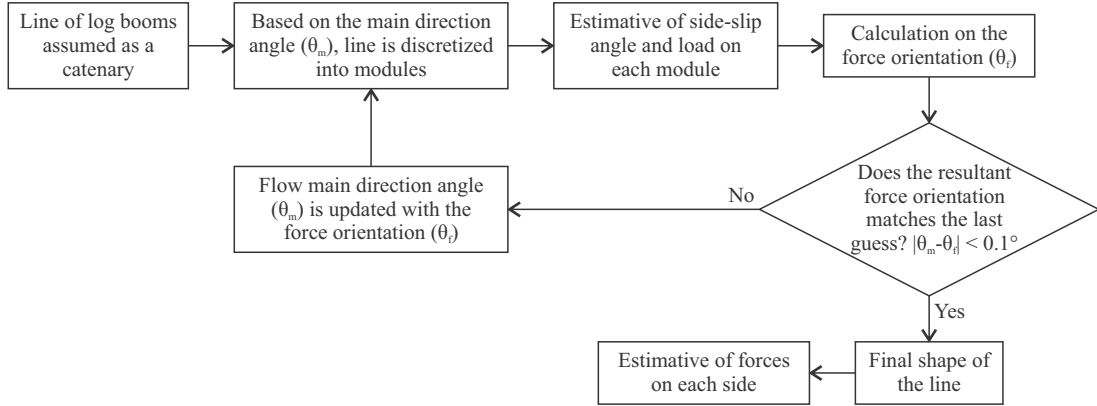 Line of log booms
assumed as a
catenary
Based on the main direction
angle (θₘ), line is discretized
into modules
Estimative of side-slip
angle and load on
each module
Calculation on the
force orientation (θf)
Does the resultant
force orientation
matches the last
guess? |θₘ-θf| < 0.1°
No
Flow main direction angle
(θₘ) is updated with the
force orientation (θf)
Yes
Final shape of
the line
Estimative of forces
on each side